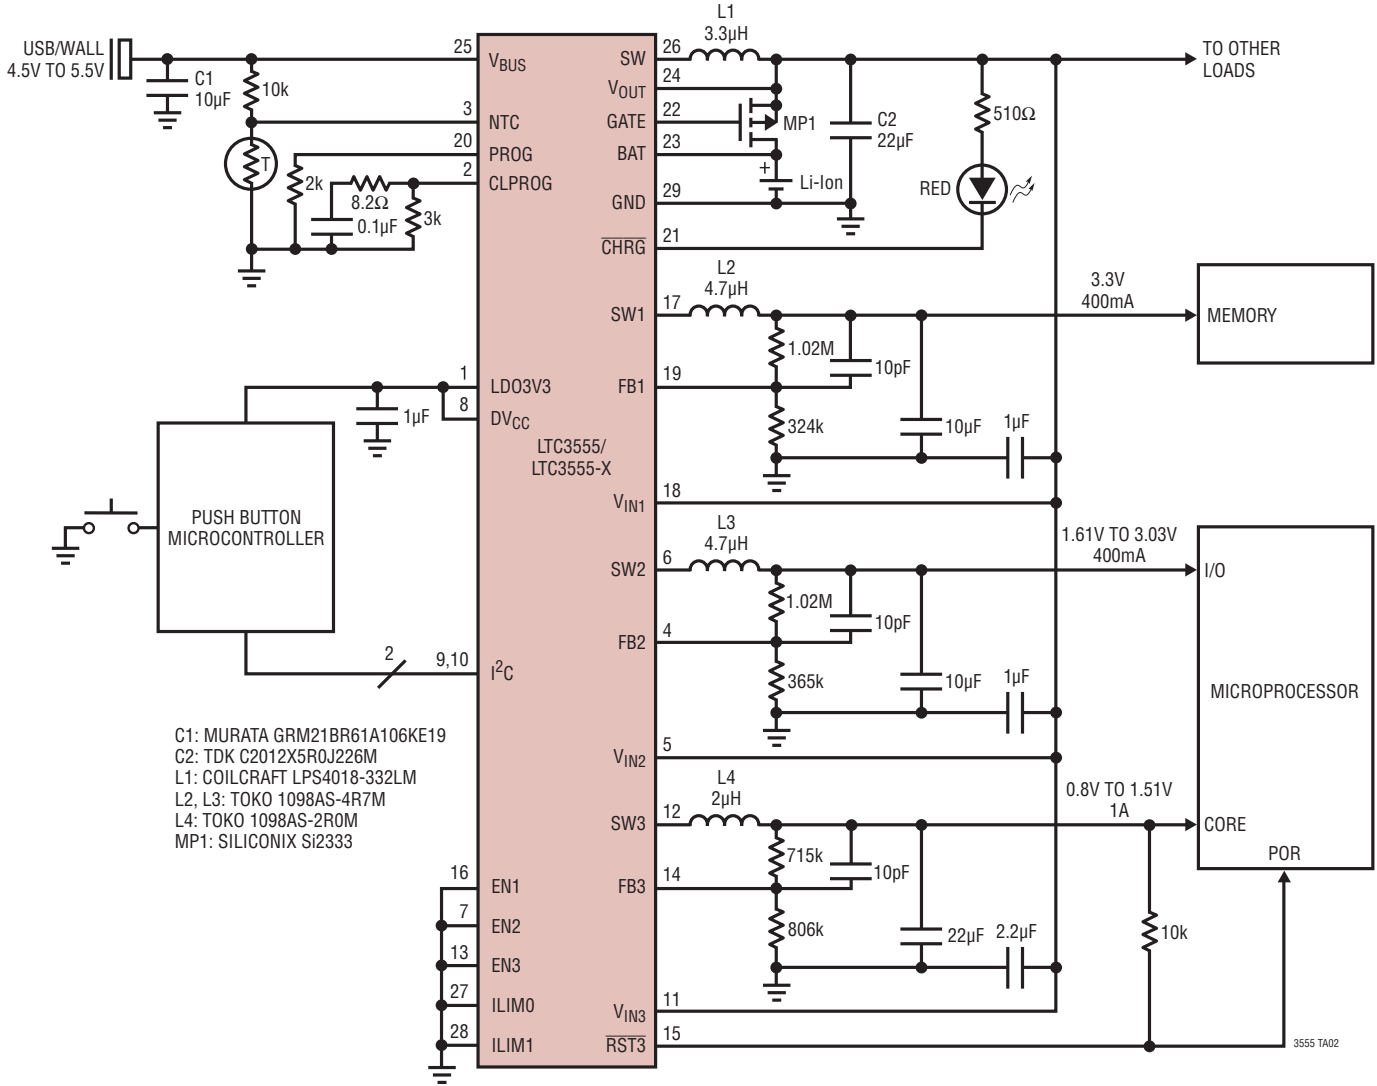 USB/WALL
4.5V TO 5.5V
C1
10µF
10k
T
2k
8.2Ω
0.1µF
3k
25
VBUS
3
NTC
20
PROG
2
CLPROG
1
LDO3V3
8
DVCC
1µF
LTC3555/
LTC3555-X
PUSH BUTTON
MICROCONTROLLER
2
9,10
I2C
C1: MURATA GRM21BR61A106KE19
C2: TDK C2012X5R0J226M
L1: COILCRAFT LPS4018-332LM
L2, L3: TOKO 1098AS-4R7M
L4: TOKO 1098AS-2R0M
MP1: SILICONIX Si2333
16
EN1
7
EN2
13
EN3
27
ILIM0
28
ILIM1
SW
26
L1
3.3µH
TO OTHER
LOADS
VOUT
24
GATE
22
MP1
C2
22µF
510Ω
BAT
23
+
Li-Ion
RED
GND
29
CHRG
21
L2
4.7µH
SW1
17
3.3V
400mA
MEMORY
1.02M
10pF
FB1
19
324k
10µF
1µF
VIN1
18
L3
4.7µH
SW2
6
1.61V TO 3.03V
400mA
I/O
1.02M
10pF
FB2
4
365k
10µF
1µF
MICROPROCESSOR
VIN2
5
L4
2µH
SW3
12
0.8V TO 1.51V
1A
CORE
POR
715k
10pF
FB3
14
806k
22µF
2.2µF
10k
VIN3
11
RST3
15
3555 TA02